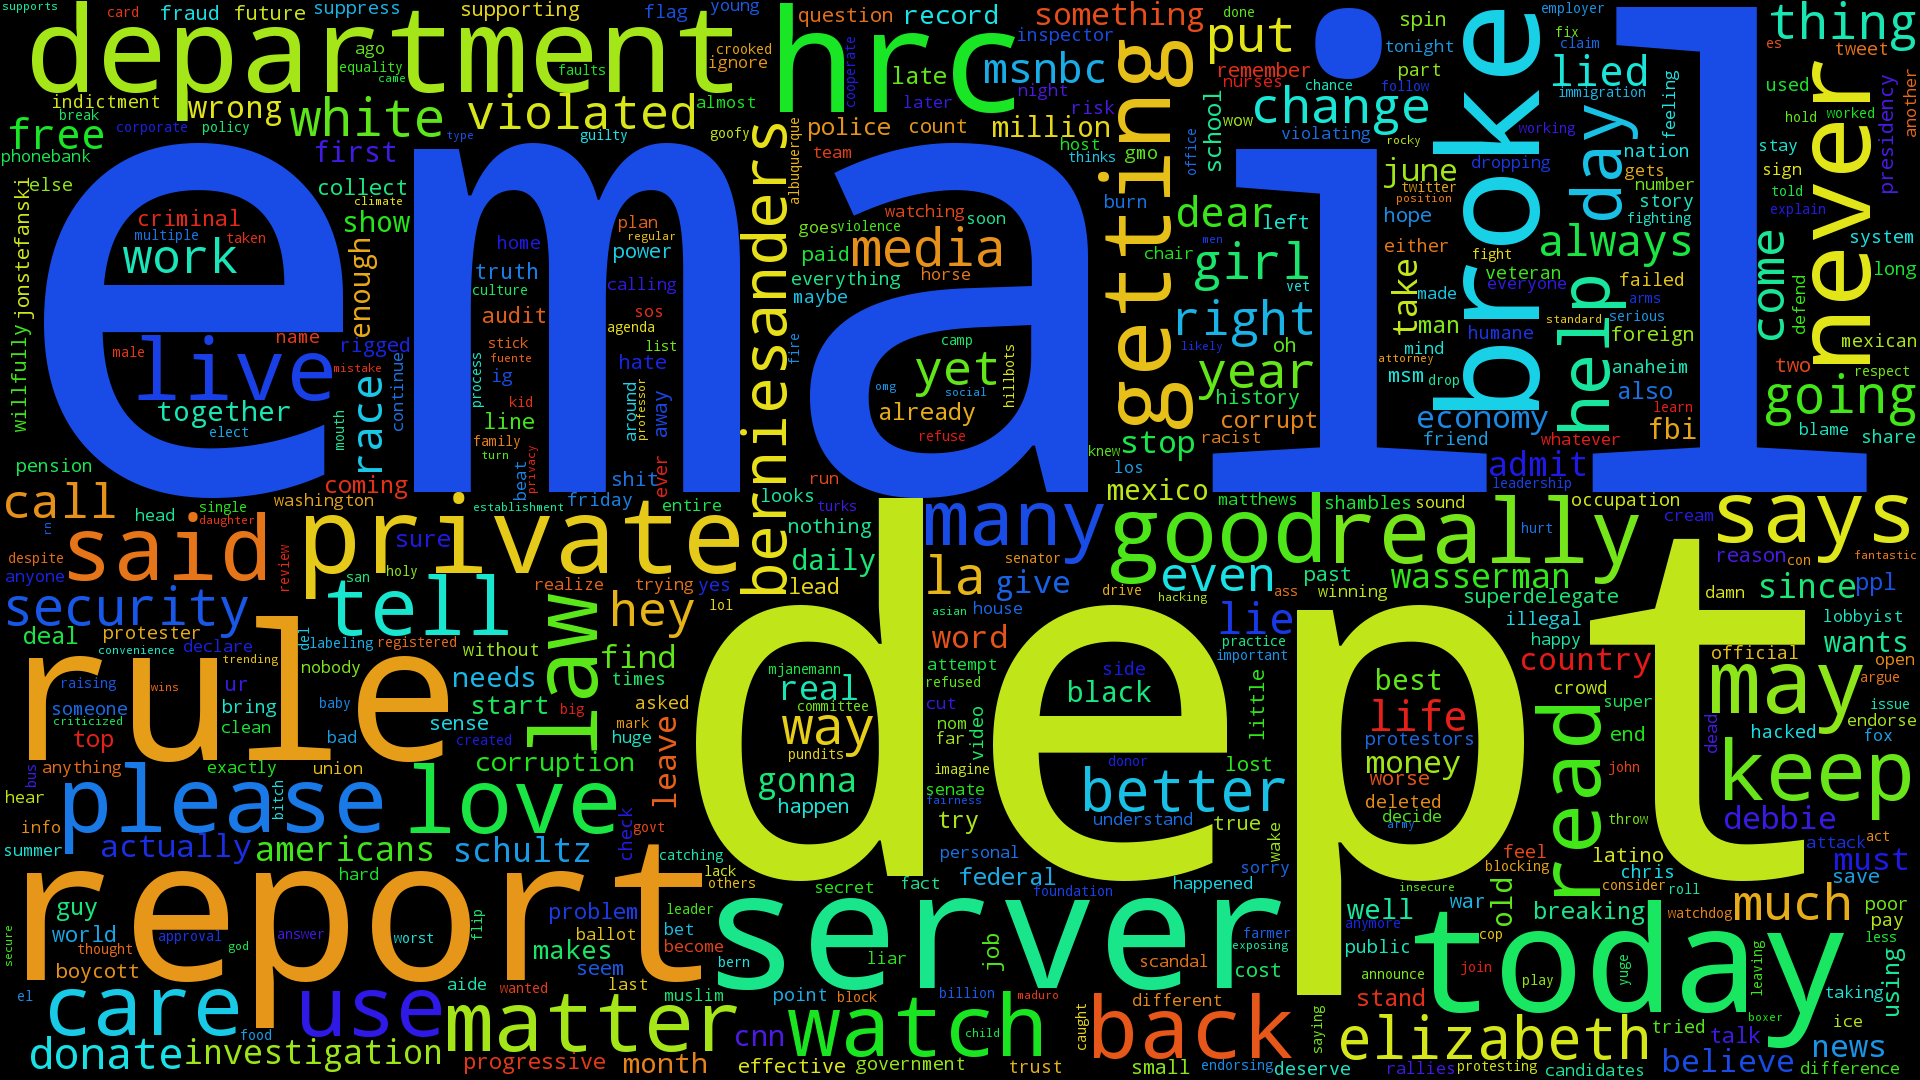 supports
card
fraud
future
suppress
supporting
flag
young
question
record
something
put
spin
done
employer
thing
department
hrc
ago
equality
came
faults
crooked
ignore
inspector
late
msnbc
cooperate
later
night
risk
getting
remember
nurses
chance
part
tonight
follow
broke
fix
claim
lied
es
tweet
indictment
wrong
white
violated
almost
break
corporate
policy
type
guilty
goofy
free
phonebank
first
police
count
million
host
team
thinks
gmo
school
office
wow
change
violating
rocky
working
immigration
feeling
used
hold
worked
presidency
another
else
collect
climate
show
email
albuquerque
berniesanders
june
twitter
position
dropping
day
nation
gets
number
story
fighting
stay
sign
told
explain
never
willfully
jonstefanski
criminal
multiple
taken
work
enough
home
truth
culture
plan
regular
power
calling
watching
soon
goes
violence
paid
media
horse
everything
maybe
burn
dear
left
chair
men
girl
vet
hope
either
always
fight
veteran
everyone
failed
system
long
come
defend
name
live
male
rigged
race
mistake
continue
together
elect
mouth
audit
sos
agenda
stick
fuente
list
process
ig
hate
kid
line
around
professor
away
family
turn
beat
privacy
shit
ever
fire
camp
yet
hillbots
omg
social
already
refuse
right
likely
oh
year
history
corrupt
racist
take
made
man
mind
humane
attorney
msm
drop
standard
arms
serious
foreign
help
anaheim
also
learn
mexican
two
respect
going
economy
friend
whatever
fbi
blame
share
pension
coming
washington
establishment
friday
entire
looks
run
turks
knew
stop
los
mexico
matthews
shambles
sound
admit
leadership
occupation
call
head
single
daughter
rn
said
private
sure
nothing
daily
many
goodreally
hurt
cream
says
despite
anyone
review
san
holy
realize
trying
yes
lead
la
senator
give
even
drive
hacking
ass
past
winning
wasserman
superdelegate
reason
con
fantastic
damn
since
ppl
security
tell
law
hey
lol
asian
house
word
lie
practice
important
illegal
happy
lobbyist
wants
deal
protester
convenience
declare
trending
gel
labeling
registered
without
nobody
find
times
attempt
refused
mjanemann
real
committee
way
pundits
side
black
best
life
protestors
country
official
open
argue
rule
raising
wins
ur
someone
criticized
bring
clean
top
baby
bad
needs
start
sense
created
big
asked
mark
huge
leave
dept
cut
nom
far
video
little
crowd
super
end
may
issue
endorse
dead
hacked
fox
anything
exactly
union
corruption
gonna
happen
imagine
senate
fairness
donor
better
lost
money
worse
deleted
decide
army
read
john
throw
keep
bus
hear
info
please
bitch
love
check
govt
try
understand
true
wake
debbie
attack
act
summer
actually
americans
schultz
hard
catching
lack
others
personal
federal
foundation
happened
sorry
secret
fact
insecure
feel
blocking
latino
chris
consider
roll
must
save
report
guy
world
thought
approval
god
boycott
secure
answer
worst
flip
problem
ballot
makes
seem
leader
bet
become
bern
server
liar
job
scandal
farmer
exposing
cost
well
war
public
anymore
cop
old
breaking
watchdog
much
poor
pay
less
el
care
food
use
aide
wanted
last
muslim
matter
point
block
billion
maduro
different
caught
announce
stand
join
play
yuge
today
leaving
boxer
taking
using
ice
donate
investigation
progressive
month
cnn
effective
watch
child
government
trust
back
small
endorsing
saying
deserve
elizabeth
rallies
protesting
candidates
tried
talk
believe
news
difference